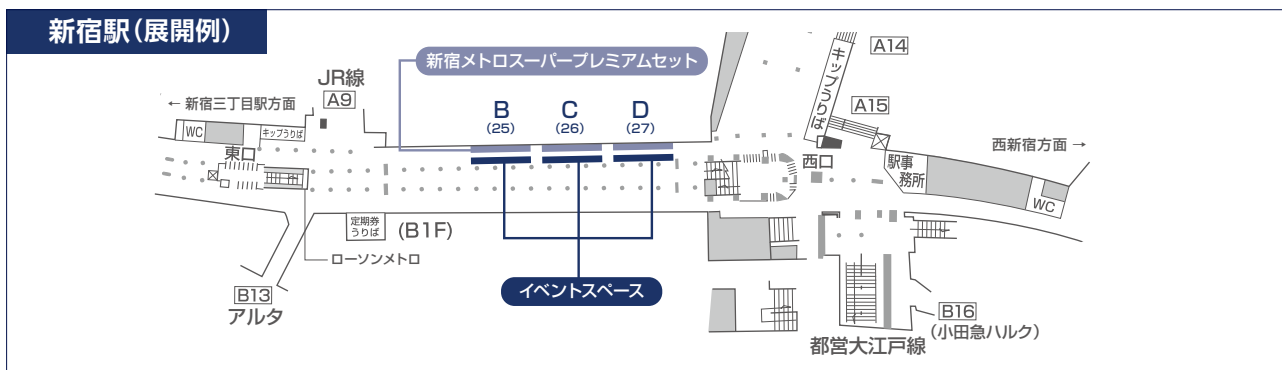 新宿駅(展開例)
新宿メトロスーパープレミアムセット
A14
キップうりば
JR線
← 新宿三丁目駅方面
A9
A15
B
C
D
(25)
(26)
(27)
WC
キップうりば
東口
西口
駅事務所
西新宿方面 →
WC
定期券
うりば
(B1F)
ローソンメトロ
イベントスペース
B13
アルタ
B16
(小田急ハルク)
都営大江戸線